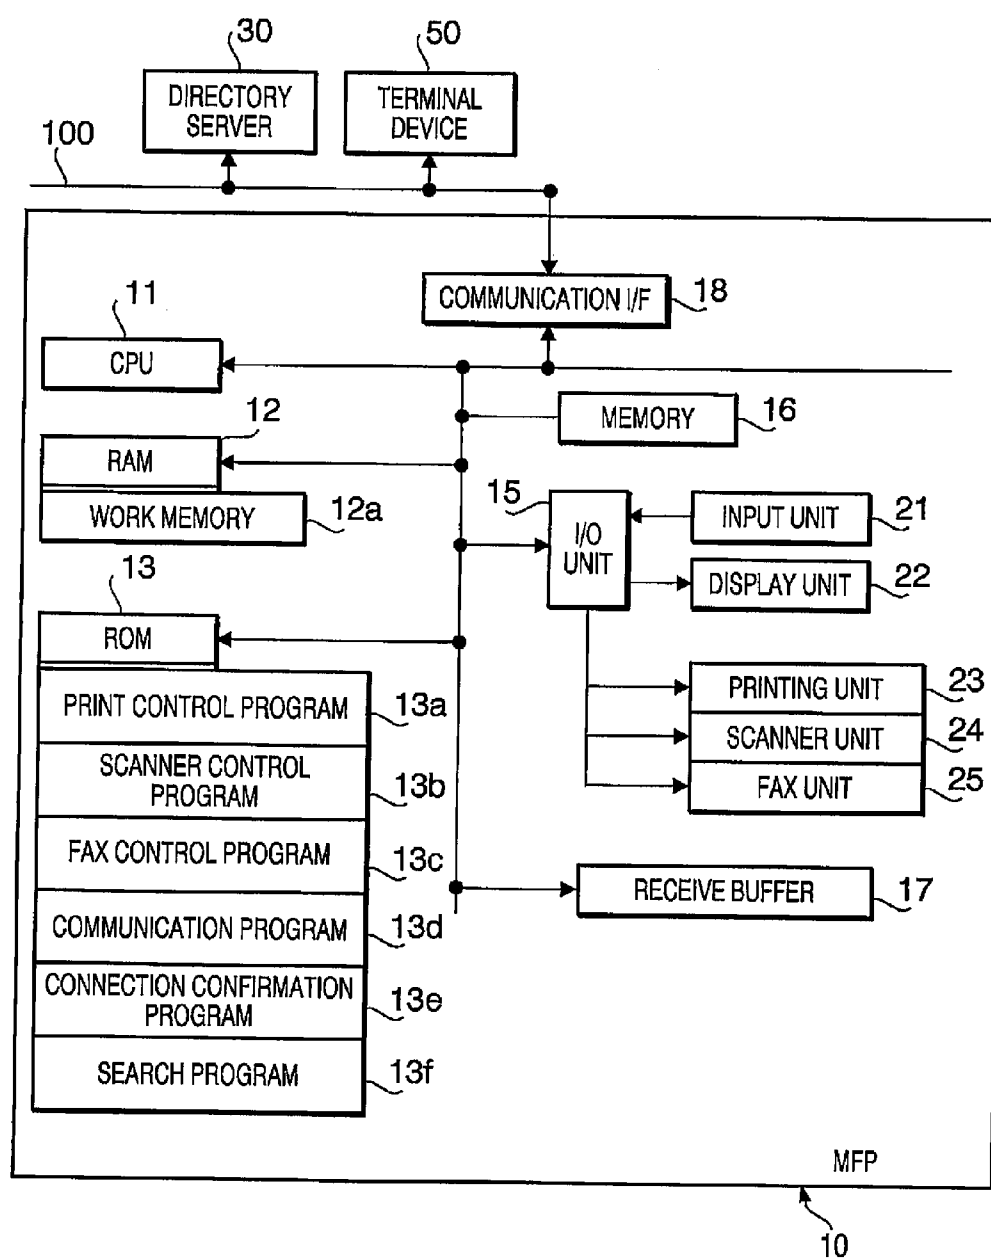 30
50
DIRECTORY
SERVER
TERMINAL
DEVICE
100
COMMUNICATION I/F
18
11
CPU
MEMORY
16
12
RAM
WORK MEMORY
12a
15
I/O
UNIT
INPUT UNIT
21
DISPLAY UNIT
22
13
ROM
PRINT CONTROL PROGRAM
13a
SCANNER CONTROL
PROGRAM
13b
FAX CONTROL PROGRAM
13c
COMMUNICATION PROGRAM
13d
CONNECTION CONFIRMATION
PROGRAM
13e
SEARCH PROGRAM
13f
PRINTING UNIT
23
SCANNER UNIT
24
FAX UNIT
25
RECEIVE BUFFER
17
MFP
10